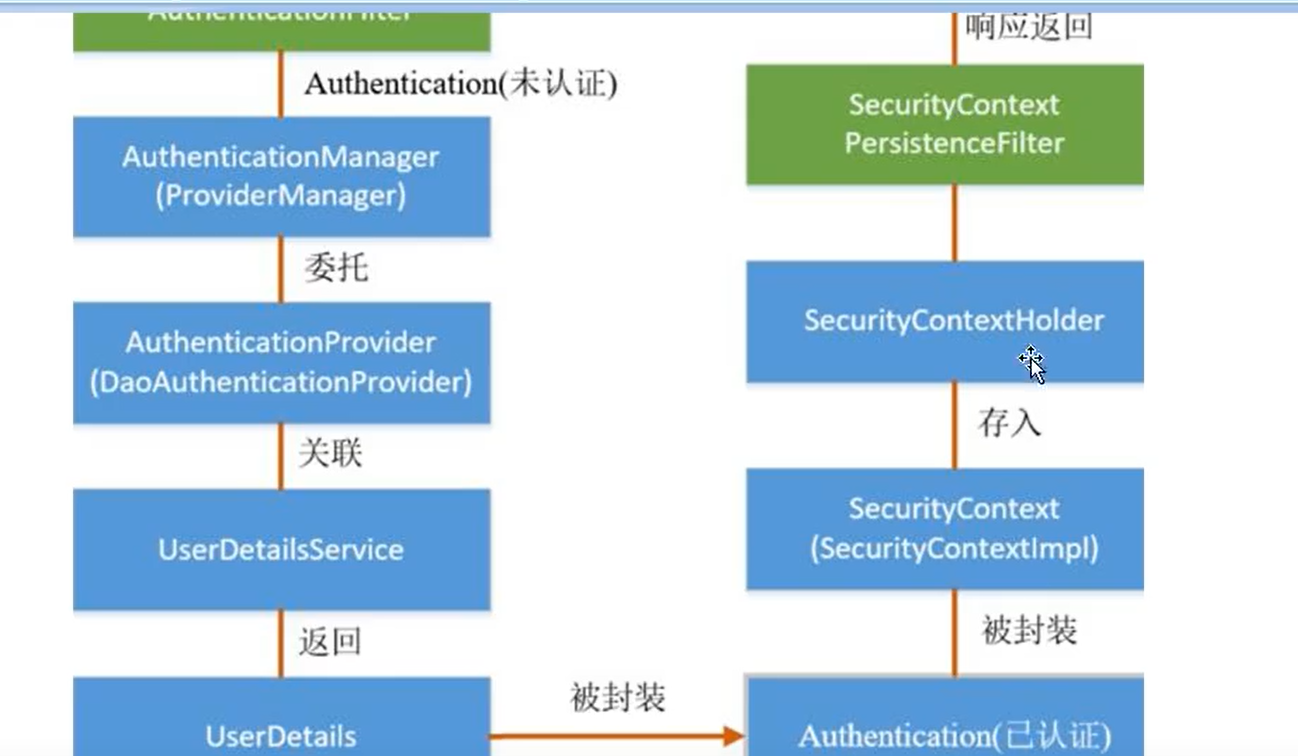 AuthenticationFilter
Authentication(未认证)
AuthenticationManager
(ProviderManager)
委托
AuthenticationProvider
(DaoAuthenticationProvider)
关联
UserDetailsService
返回
UserDetails
被封装
响应返回
SecurityContext
PersistenceFilter
SecurityContextHolder
存入
SecurityContext
(SecurityContextImpl)
被封装
Authentication(已认证)